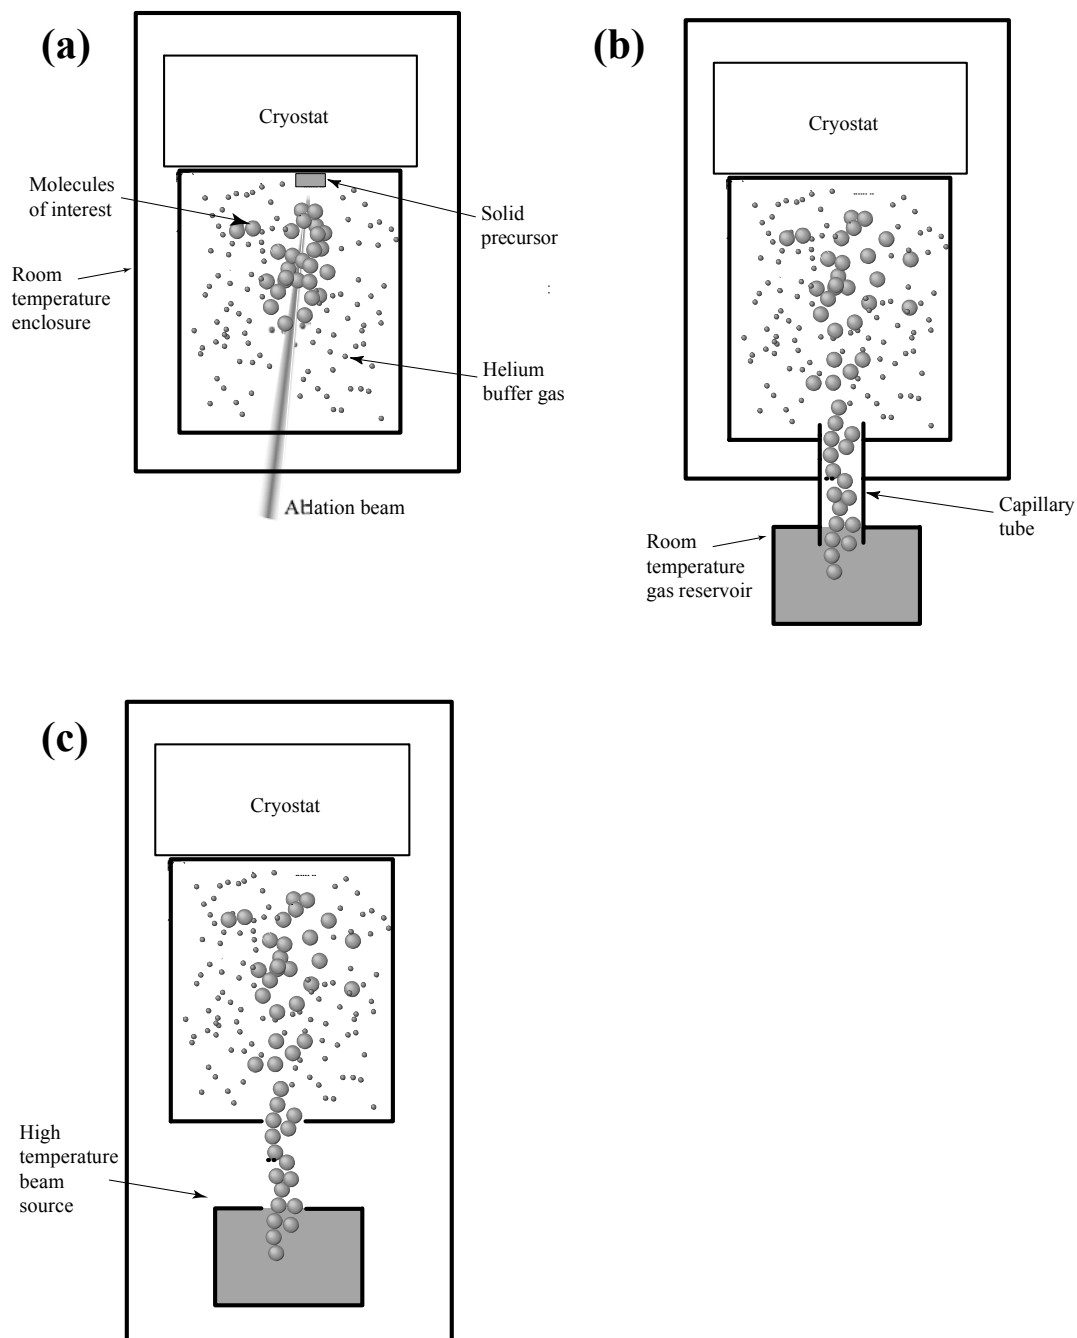 (a)
Cryostat
Molecules
of interest
Solid
precursor
Room
temperature
enclosure
Helium
buffer gas
(b)
Cryostat
Capillary
tube
Room
temperature
gas reservoir
(c)
Cryostat
High
temperature
beam
source
beam